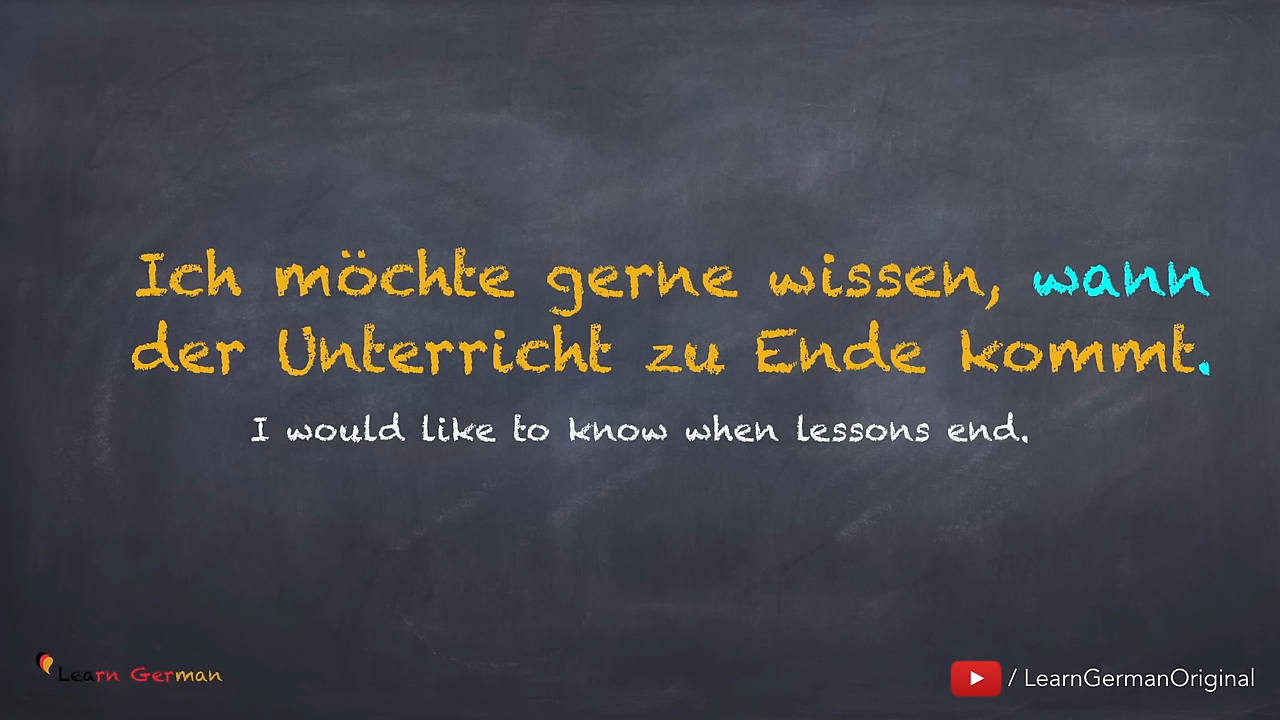 Ich möchte gerne wissen, wann
der Unterricht zu Ende kommt.
I would like to know when lessons end.
Learn German
/ LearnGermanOriginal